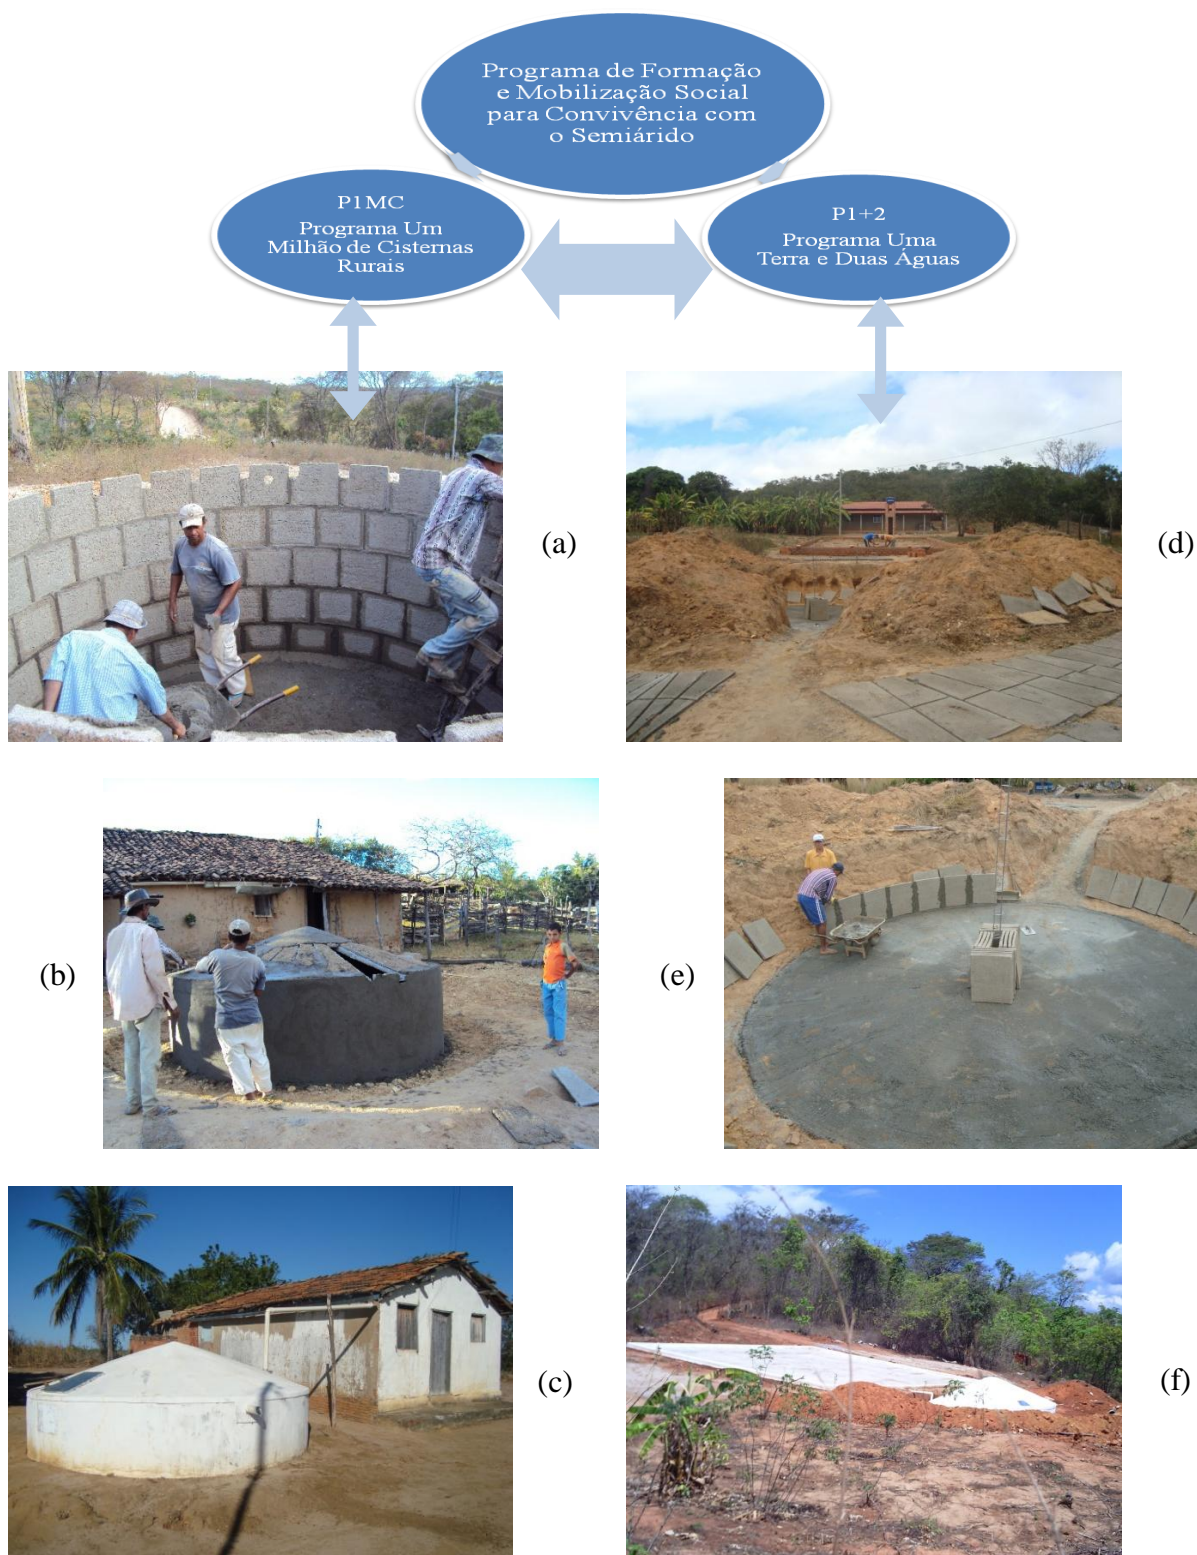 Programa de Formação
e Mobilização Social
para Convivência com
o Semiárido
P1MC
Programa Um
Milhão de Cisternas
Rurais
P1+2
Programa Uma
Terra e Duas Águas
(a)
(d)
(b)
(e)
(c)
(f)